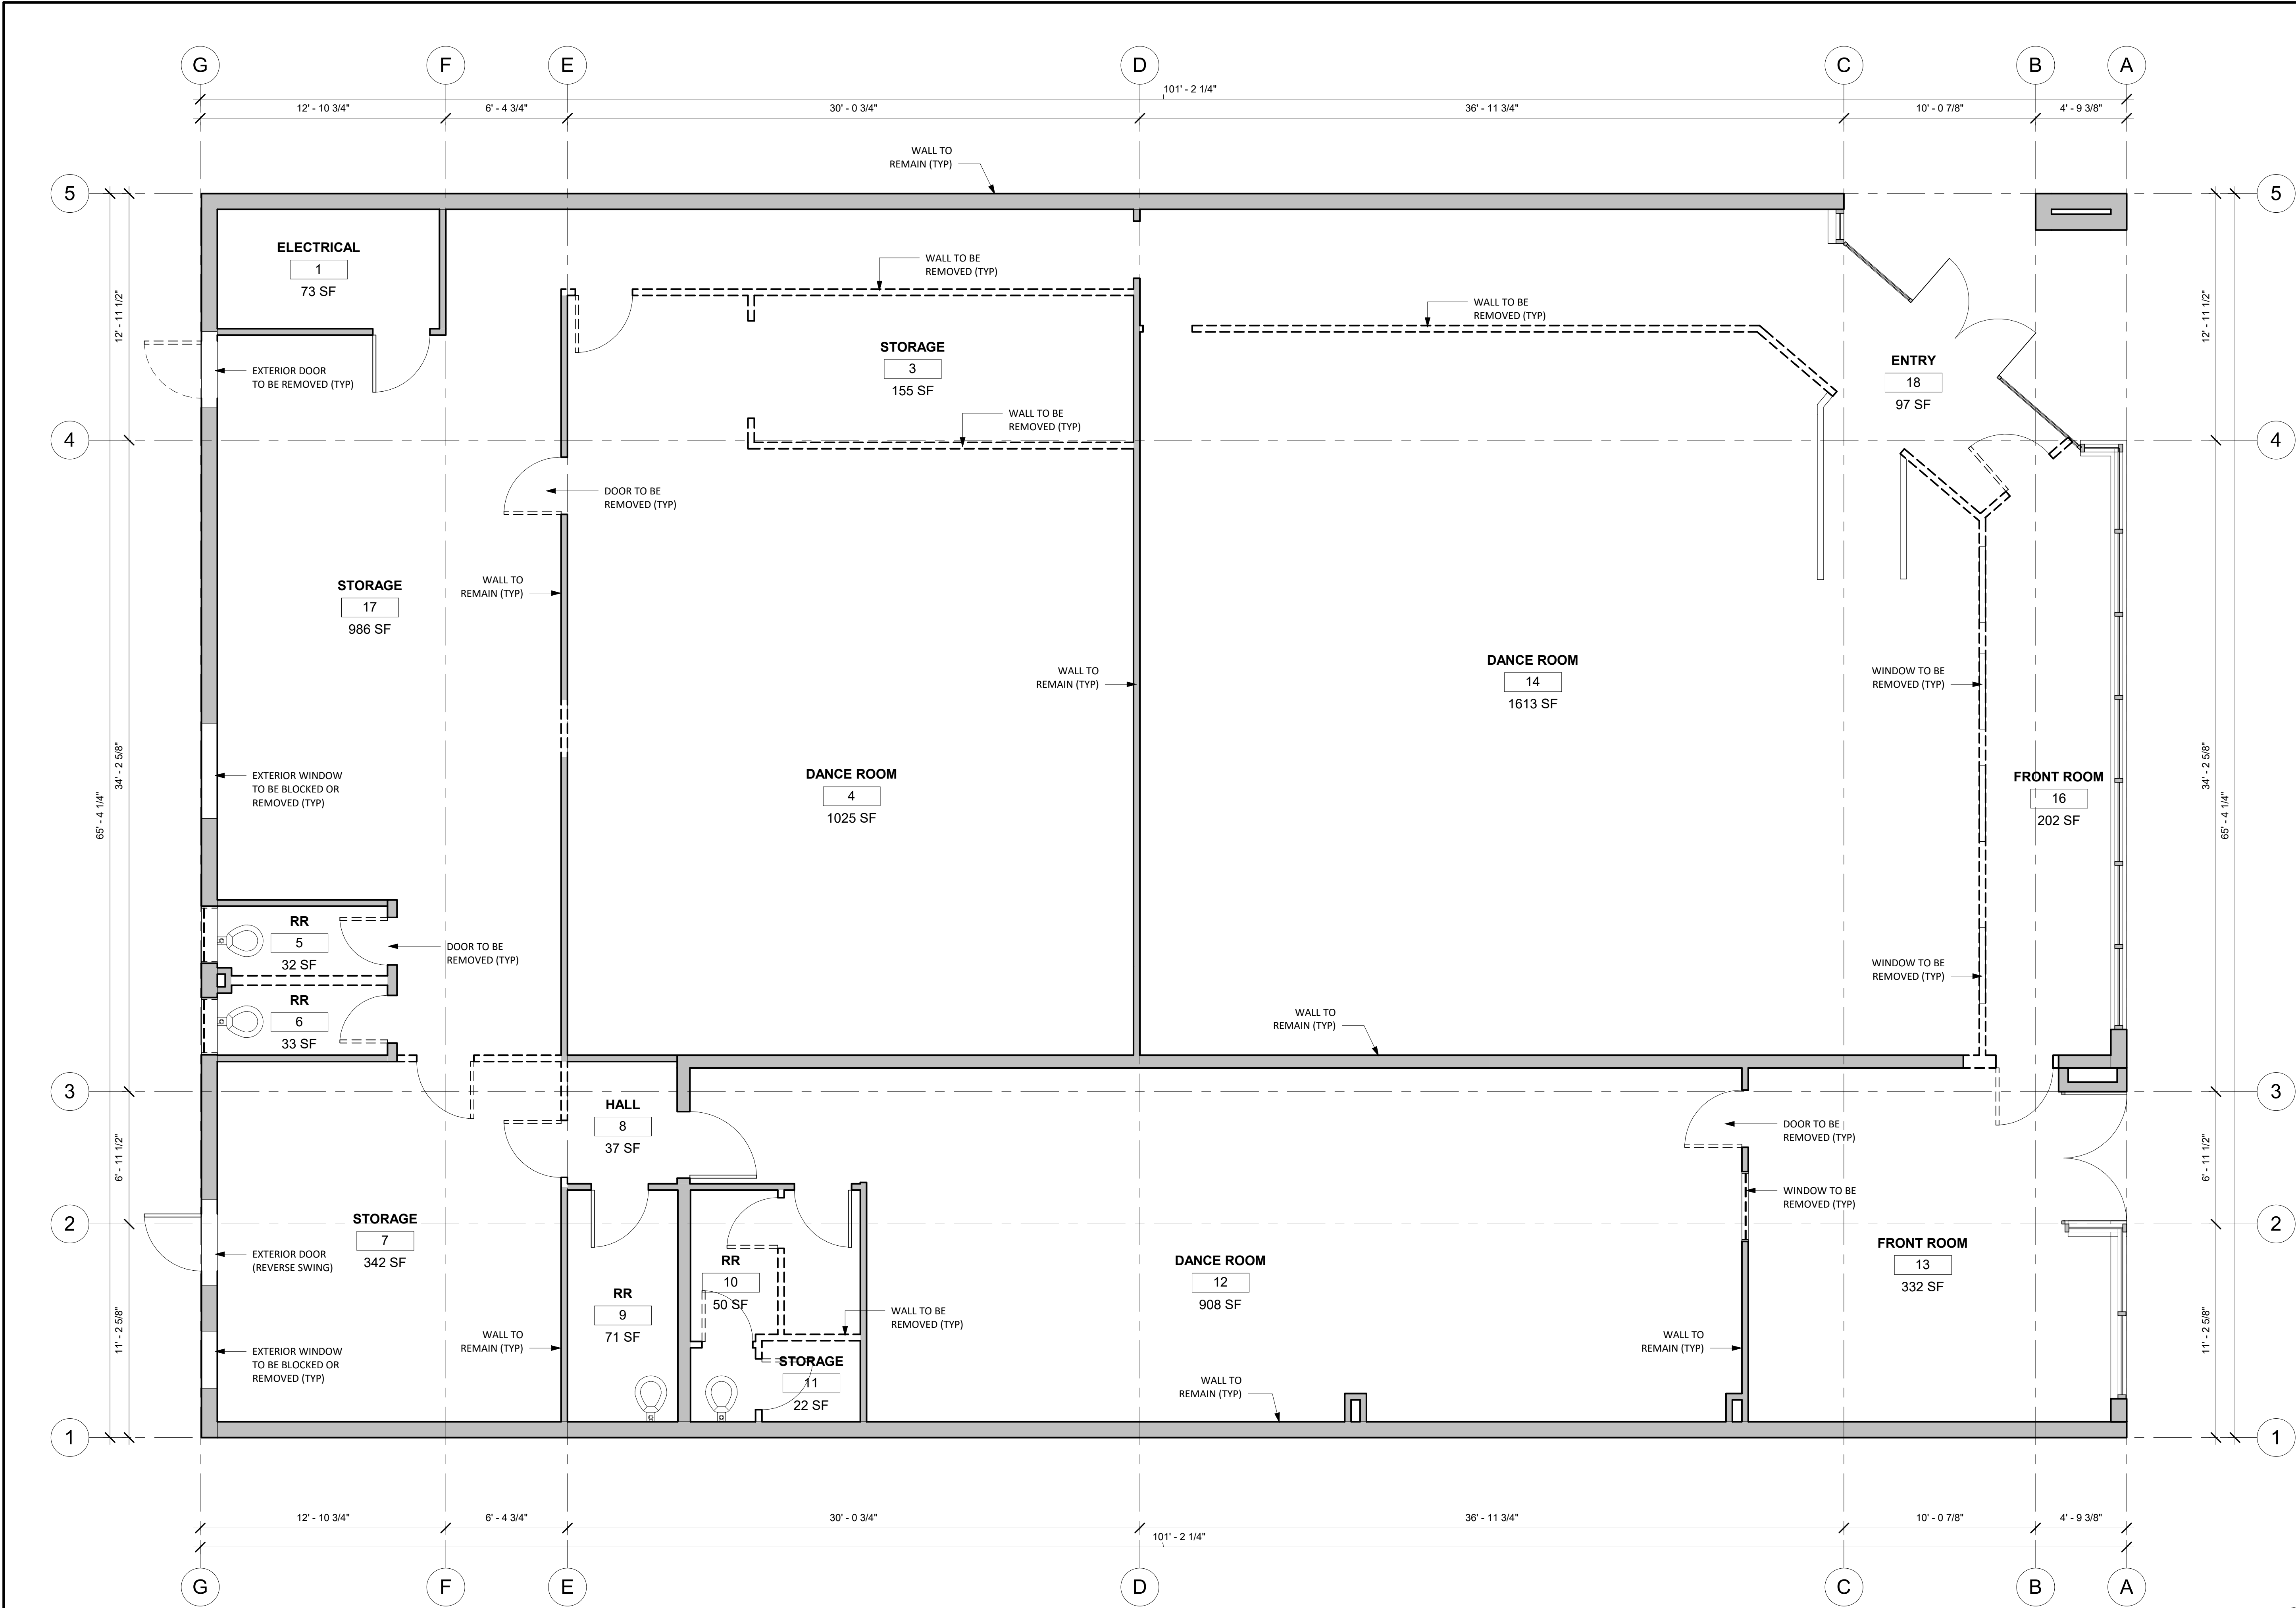 G F E D C B A
101' - 2 1/4"
12' - 10 3/4" 6' - 4 3/4" 30' - 0 3/4" 36' - 11 3/4" 10' - 0 7/8" 4' - 9 3/8"
WALL TO
REMAIN (TYP)
5
5
ELECTRICAL
1
73 SF
WALL TO BE
REMOVED (TYP)
12' - 11 1/2"
WALL TO BE
REMOVED (TYP)
12' - 11 1/2"
STORAGE
3
155 SF
ENTRY
18
97 SF
EXTERIOR DOOR
TO BE REMOVED (TYP)
WALL TO BE
REMOVED (TYP)
4
4
DOOR TO BE
REMOVED (TYP)
STORAGE
17
986 SF
WALL TO
REMAIN (TYP)
WALL TO
REMAIN (TYP)
DANCE ROOM
14
1613 SF
WINDOW TO BE
REMOVED (TYP)
34' - 2 5/8"
65' - 4 1/4"
EXTERIOR WINDOW
TO BE BLOCKED OR
REMOVED (TYP)
DANCE ROOM
4
1025 SF
FRONT ROOM
16
202 SF
34' - 2 5/8"
65' - 4 1/4"
RR
5
32 SF
DOOR TO BE
REMOVED (TYP)
WINDOW TO BE
REMOVED (TYP)
RR
6
33 SF
WALL TO
REMAIN (TYP)
3
3
HALL
8
37 SF
DOOR TO BE
REMOVED (TYP)
6' - 11 1/2"
6' - 11 1/2"
WINDOW TO BE
REMOVED (TYP)
2
2
STORAGE
7
342 SF
EXTERIOR DOOR
(REVERSE SWING)
RR
10
50 SF
DANCE ROOM
12
908 SF
FRONT ROOM
13
332 SF
RR
9
71 SF
WALL TO BE
REMOVED (TYP)
11' - 2 5/8"
EXTERIOR WINDOW
TO BE BLOCKED OR
REMOVED (TYP)
WALL TO
REMAIN (TYP)
STORAGE
11
22 SF
WALL TO
REMAIN (TYP)
WALL TO
REMAIN (TYP)
11' - 2 5/8"
1
1
12' - 10 3/4" 6' - 4 3/4" 30' - 0 3/4" 36' - 11 3/4" 10' - 0 7/8" 4' - 9 3/8"
101' - 2 1/4"
G F E D C B A